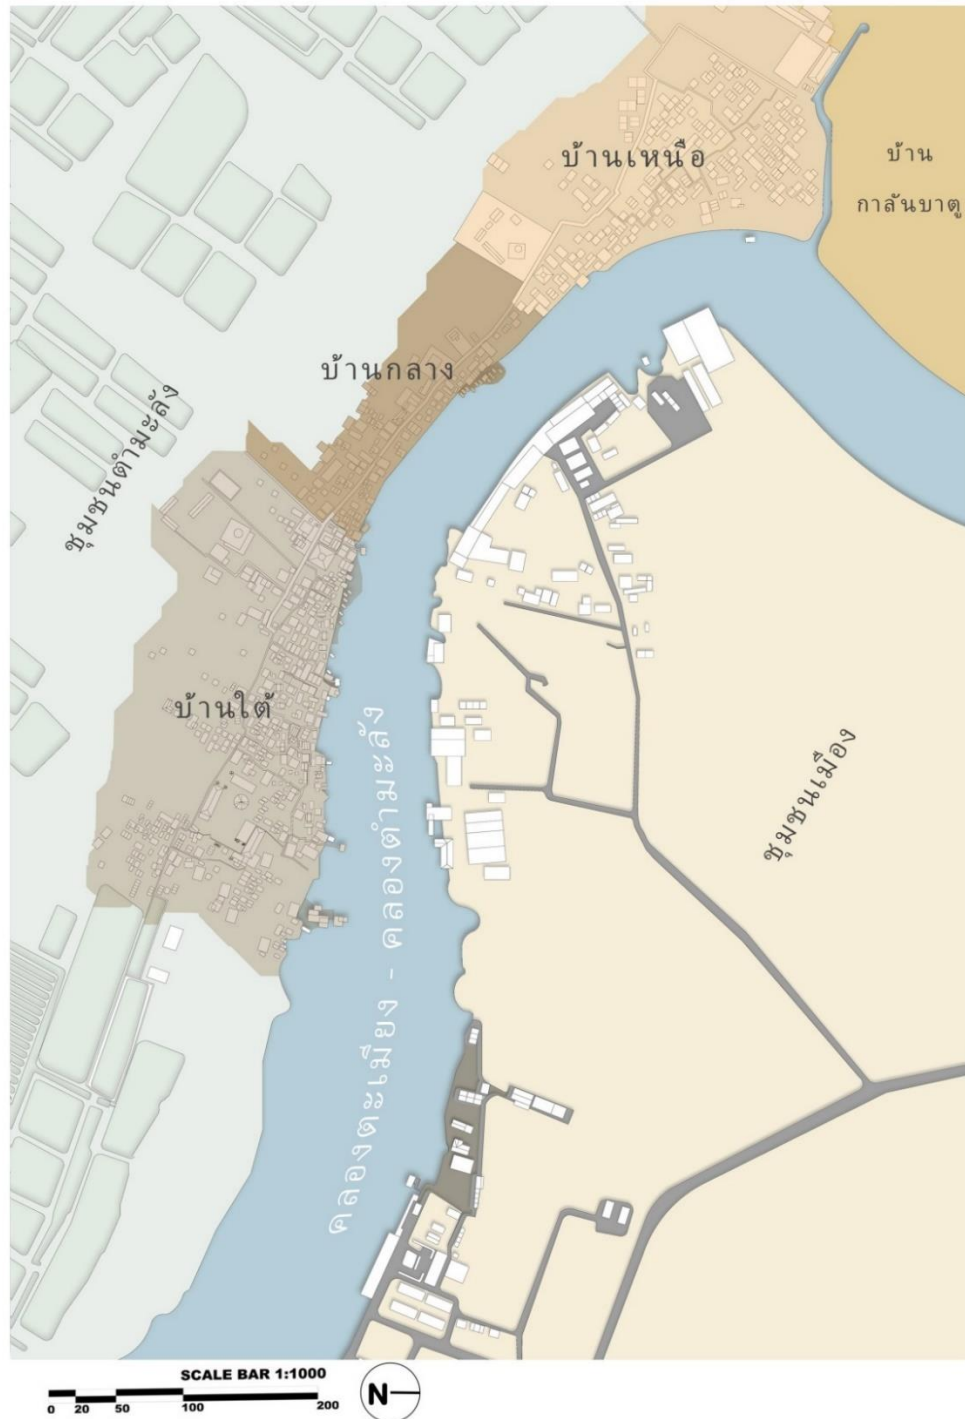 บ้านเหนือ
บ้าน
กาลันบาตู
บ้านกลาง
ชุมชนตำมะลัง
บ้านใต้
ชุมชนเมือง
คลองตะเมียง - คลองตำมะลัง
SCALE BAR 1:1000
0 20 50 100 200
N